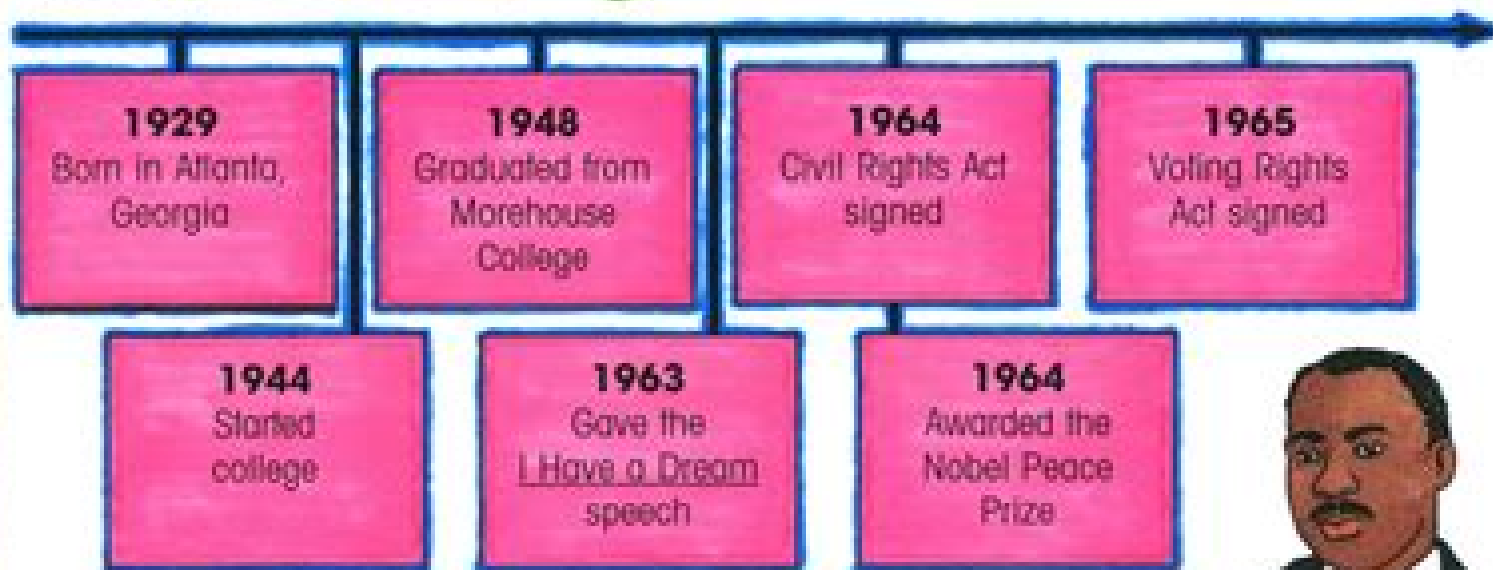 1929
Born in Atlanta,
Georgia
1944
Started
college
1948
Graduated from
Morehouse
College
1963
Gave the
I Have a Dream
speech
1964
Civil Rights Act
signed
1964
Awarded the
Nobel Peace
Prize
1965
Voting Rights
Act signed